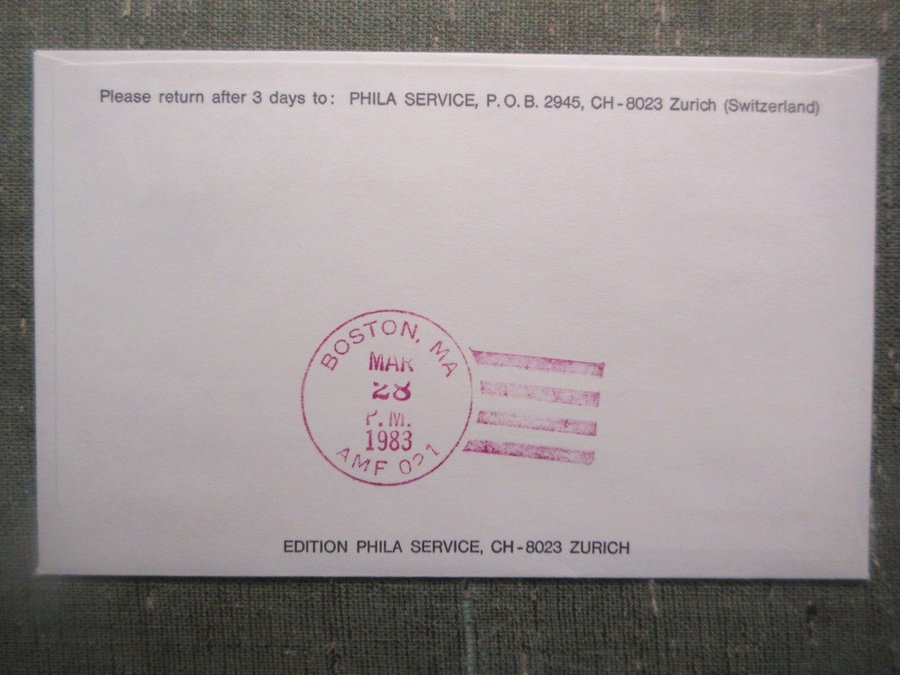 Please return after 3 days to: PHILA SERVICE, P.O.B. 2945, CH-8023 Zurich (Switzerland)
BOSTON, MA
MAR
28
P.M.
1983
AMF 021
EDITION PHILA SERVICE, CH-8023 ZURICH